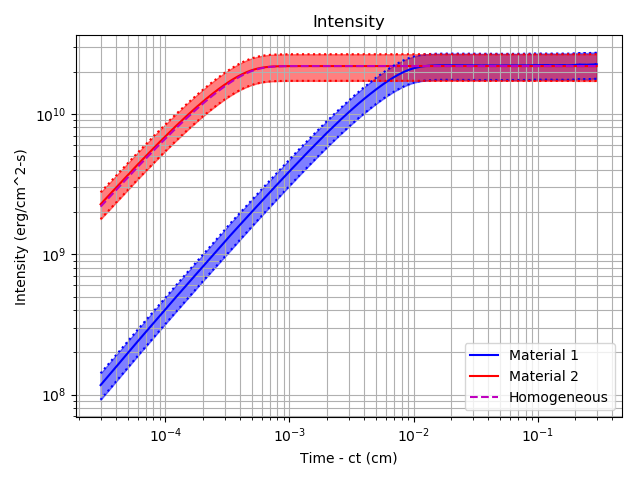 Intensity
Intensity (erg/cm^2-s)
10^10
10^9
10^8
10^-4
10^-3
10^-2
10^-1
Time - ct (cm)
Material 1
Material 2
Homogeneous